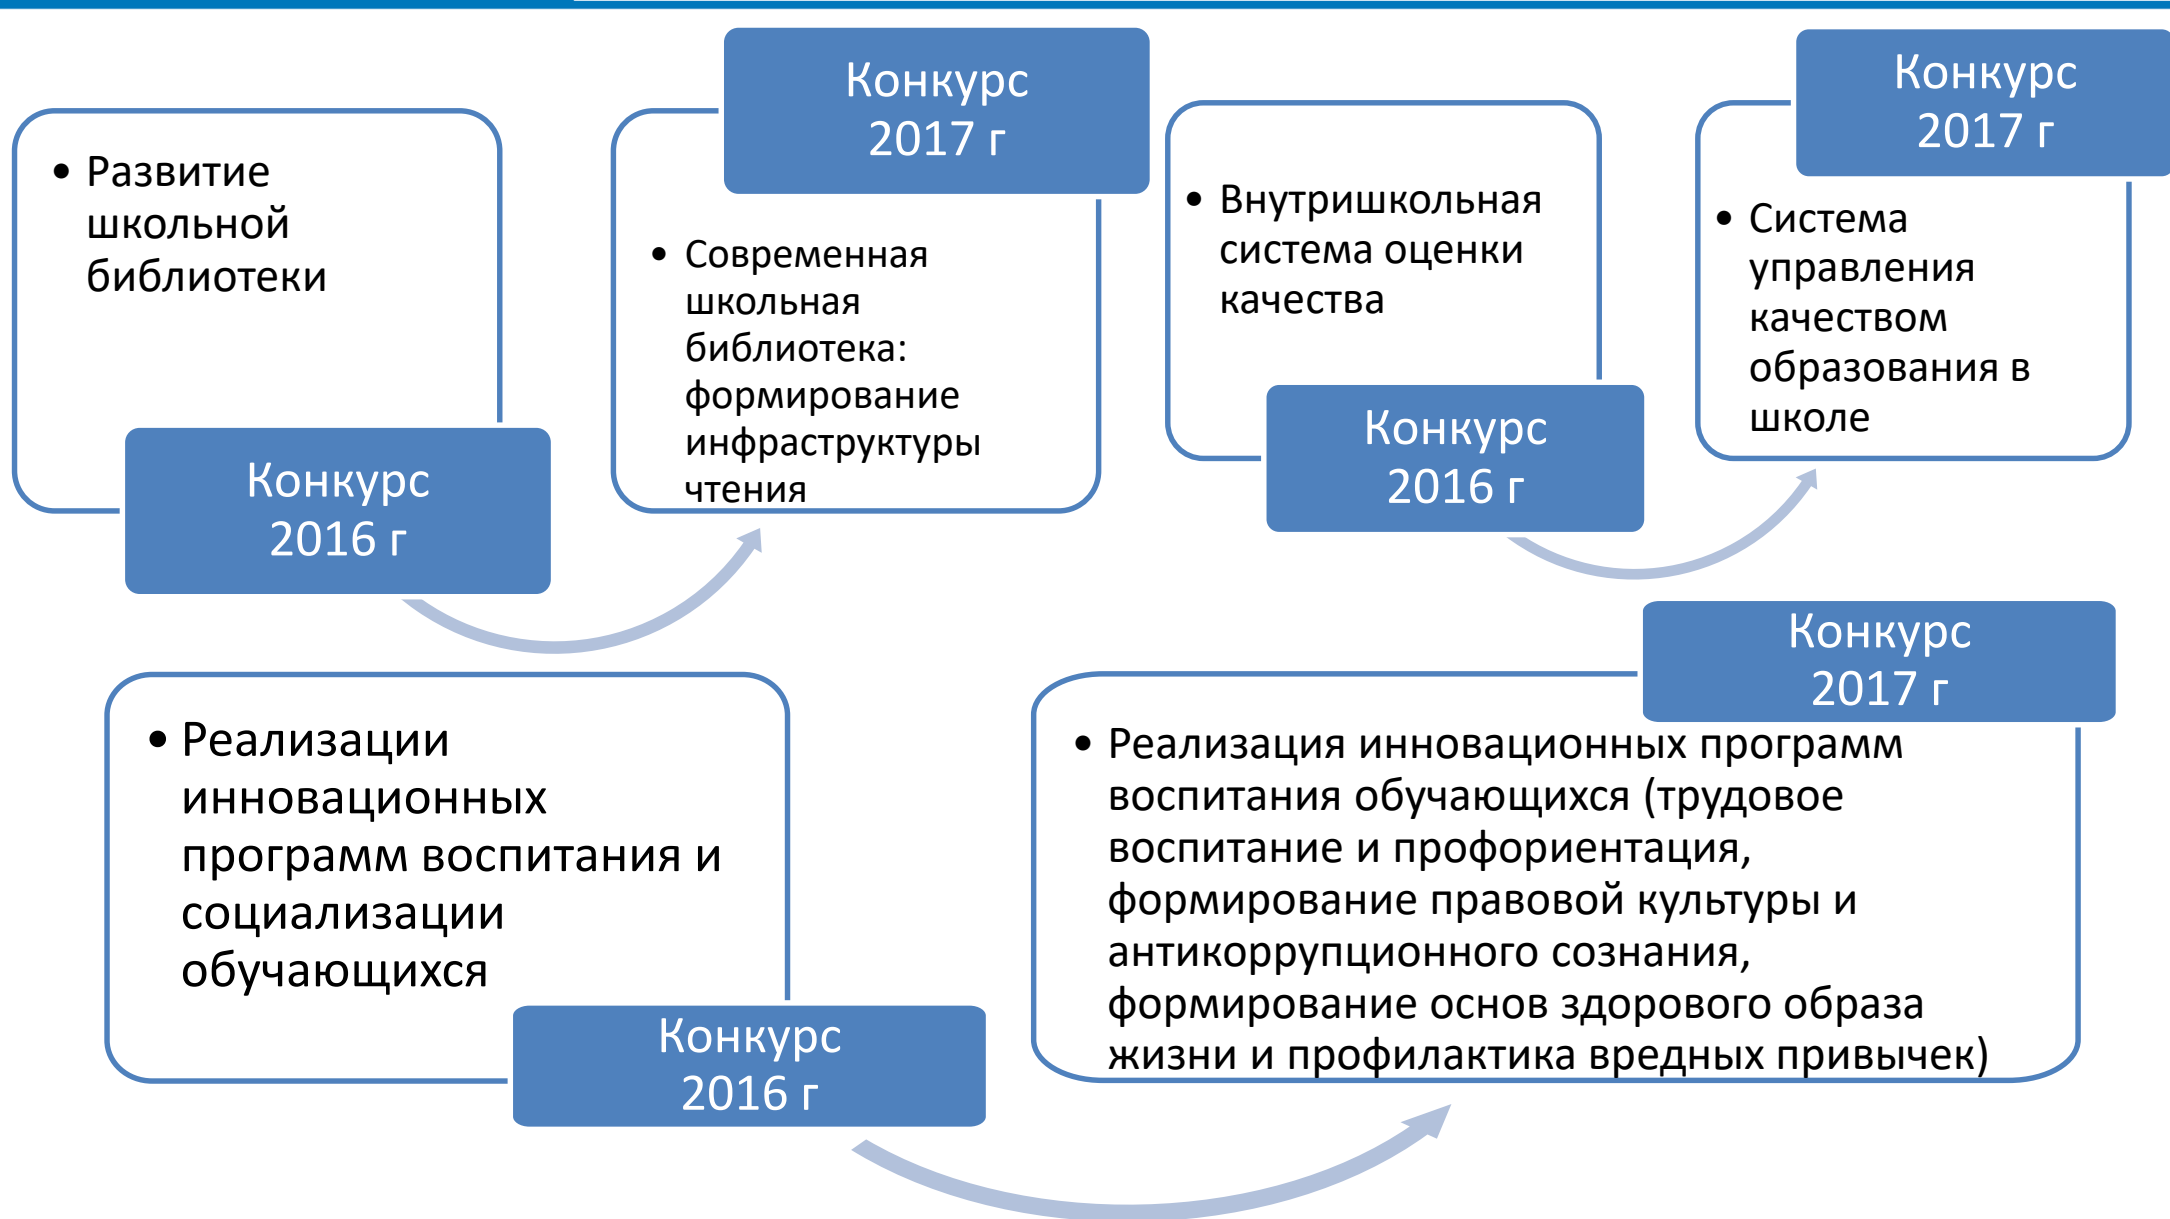 Развитие
школьной
библиотеки
Конкурс
2016 г
Конкурс
2017 г
Современная
школьная
библиотека:
формирование
инфраструктуры
чтения
Внутришкольная
система оценки
качества
Конкурс
2016 г
Конкурс
2017 г
Система
управления
качеством
образования в
школе
Реализации
инновационных
программ воспитания и
социализации
обучающихся
Конкурс
2016 г
Конкурс
2017 г
Реализация инновационных программ
воспитания обучающихся (трудовое
воспитание и профориентация,
формирование правовой культуры и
антикоррупционного сознания,
формирование основ здорового образа
жизни и профилактика вредных привычек)